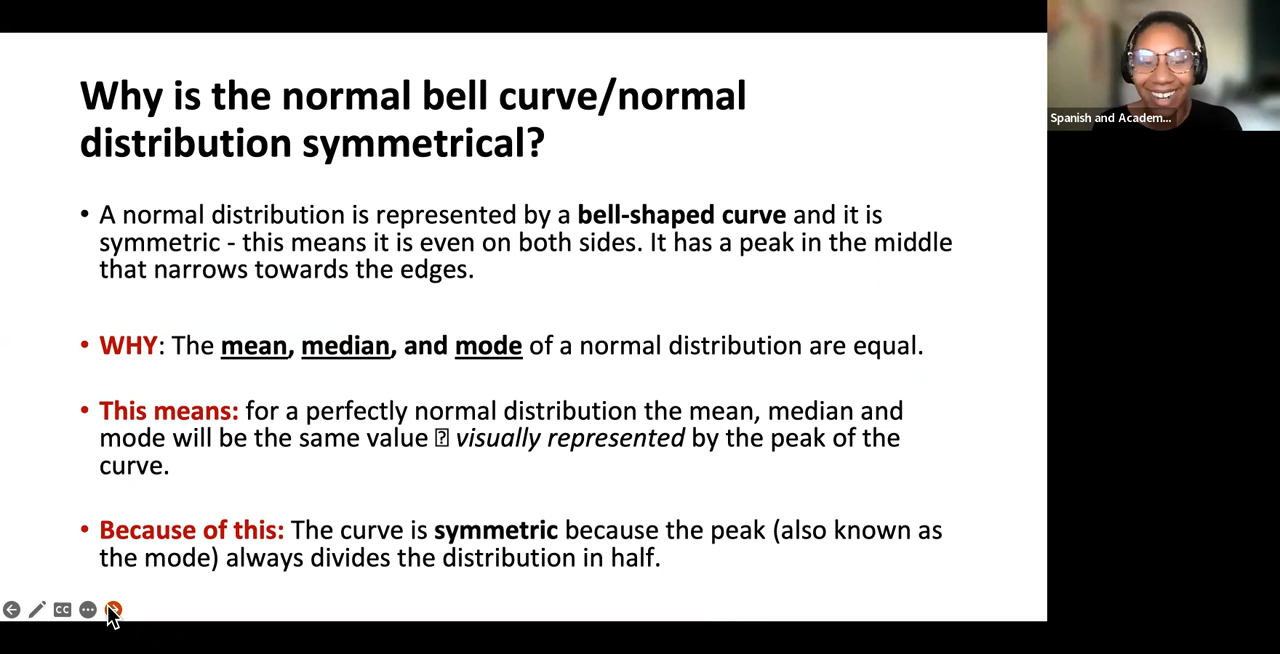 Why is the normal bell curve/normal
distribution symmetrical?
• A normal distribution is represented by a bell-shaped curve and it is
symmetric - this means it is even on both sides. It has a peak in the middle
that narrows towards the edges.
• WHY: The mean, median, and mode of a normal distribution are equal.
• This means: for a perfectly normal distribution the mean, median and
mode will be the same value ⍰ visually represented by the peak of the
curve.
• Because of this: The curve is symmetric because the peak (also known as
the mode) always divides the distribution in half.
CC
Spanish and Academ...